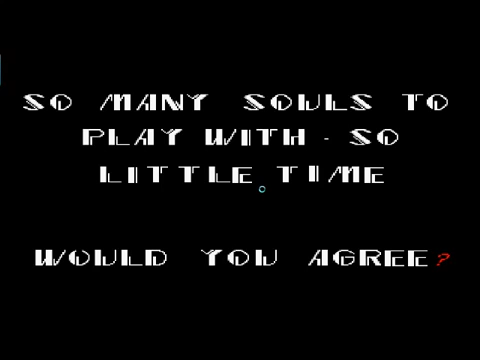 SO MANY SOULS TO
PLAY WITH - SO
LITTLE TIME
WOULD YOU AGREE?